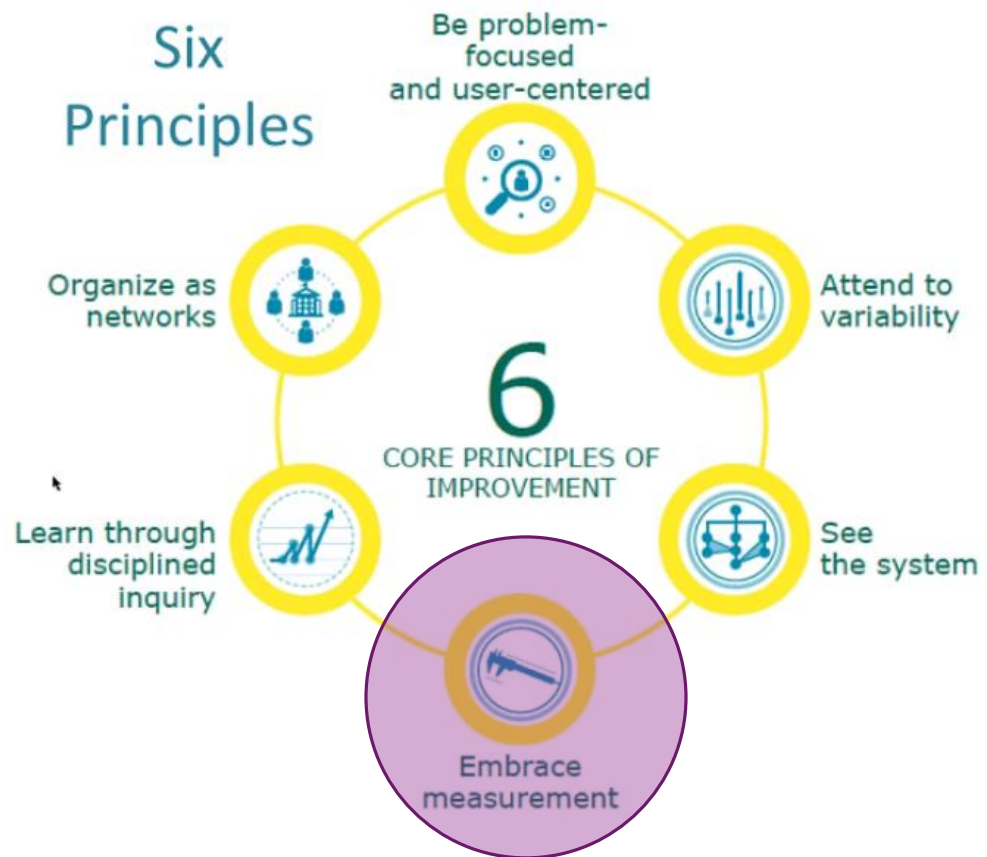 Six
Principles
Be problem-
focused
and user-centered
Attend to
variability
See
the system
Embrace
measurement
Learn through
disciplined
inquiry
Organize as
networks
6
CORE PRINCIPLES OF
IMPROVEMENT